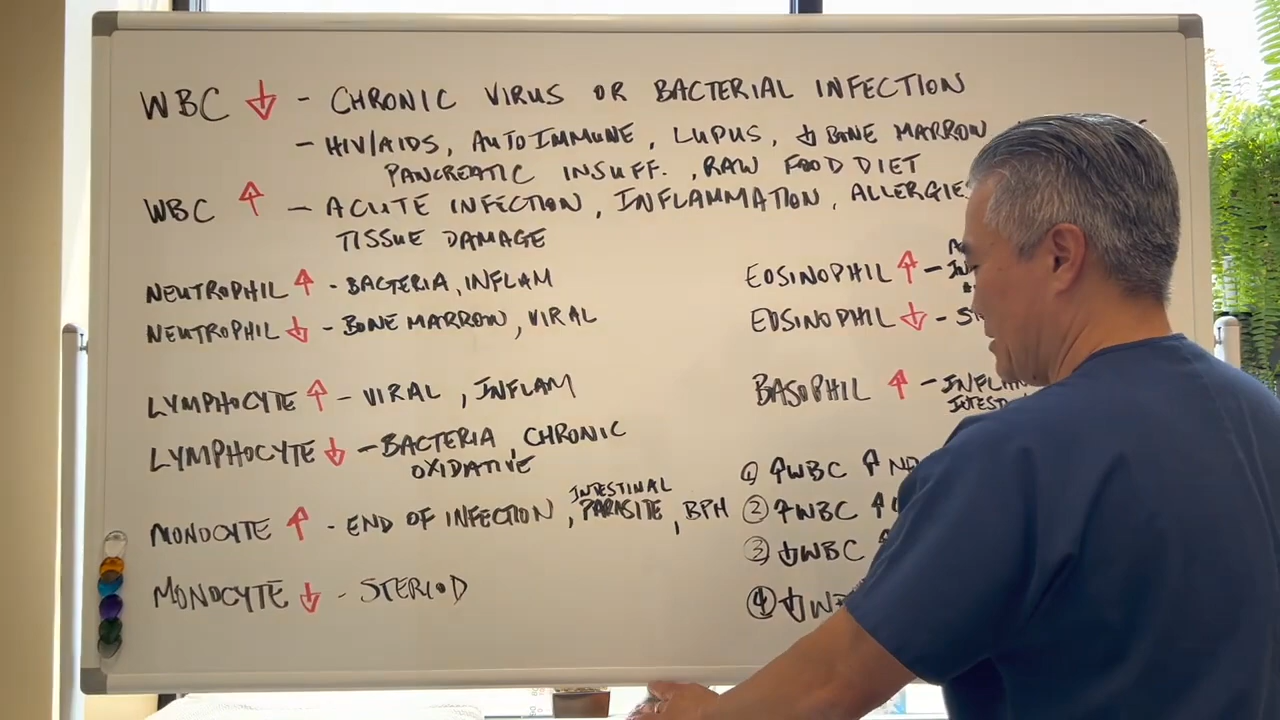 WBC ↓ - CHRONIC VIRUS OR BACTERIAL INFECTION
- HIV/AIDS, AUTOIMMUNE, LUPUS, ↓ BONE MARROW
PANCREATIC INSUFF., RAW FOOD DIET
WBC ↑ - ACUTE INFECTION, INFLAMMATION, ALLERGIES
TISSUE DAMAGE
NEUTROPHIL ↑ - BACTERIA, INFLAM
NEUTROPHIL ↓ - BONE MARROW, VIRAL
LYMPHOCYTE ↑ - VIRAL, INFLAM
LYMPHOCYTE ↓ - BACTERIA, CHRONIC
OXIDATIVE
MONOCYTE ↑ - END OF INFECTION, INTESTINAL PARASITE, BPH
MONOCYTE ↓ - STERIOD
EOSINOPHIL ↑ -
EOSINOPHIL ↓ -
BASOPHIL ↑ - INFLAM
① ↑WBC ↑
② ↑WBC ↑
③ ↓WBC
④ ↓